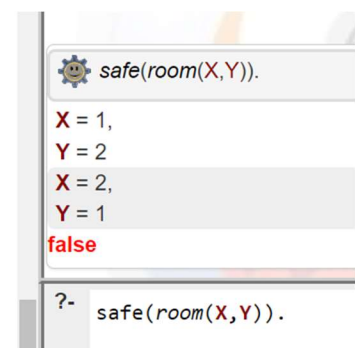 safe(room(X,Y)).
X = 1,
Y = 2
X = 2,
Y = 1
false
?- safe(room(X,Y)).